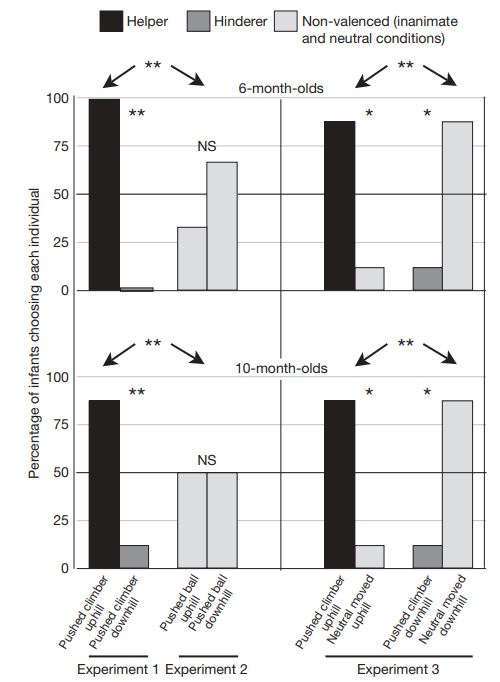 Helper
Hinderer
Non-valenced (inanimate
and neutral conditions)
**
**
6-month-olds
100
75
50
25
0
**
NS
*
*
Percentage of infants choosing each individual
**
**
10-month-olds
100
75
50
25
0
**
NS
*
*
Pushed climber
uphill
Pushed climber
downhill
Pushed ball
uphill
Pushed ball
downhill
Pushed climber
uphill
Neutral moved
uphill
Pushed climber
downhill
Neutral moved
downhill
Experiment 1
Experiment 2
Experiment 3